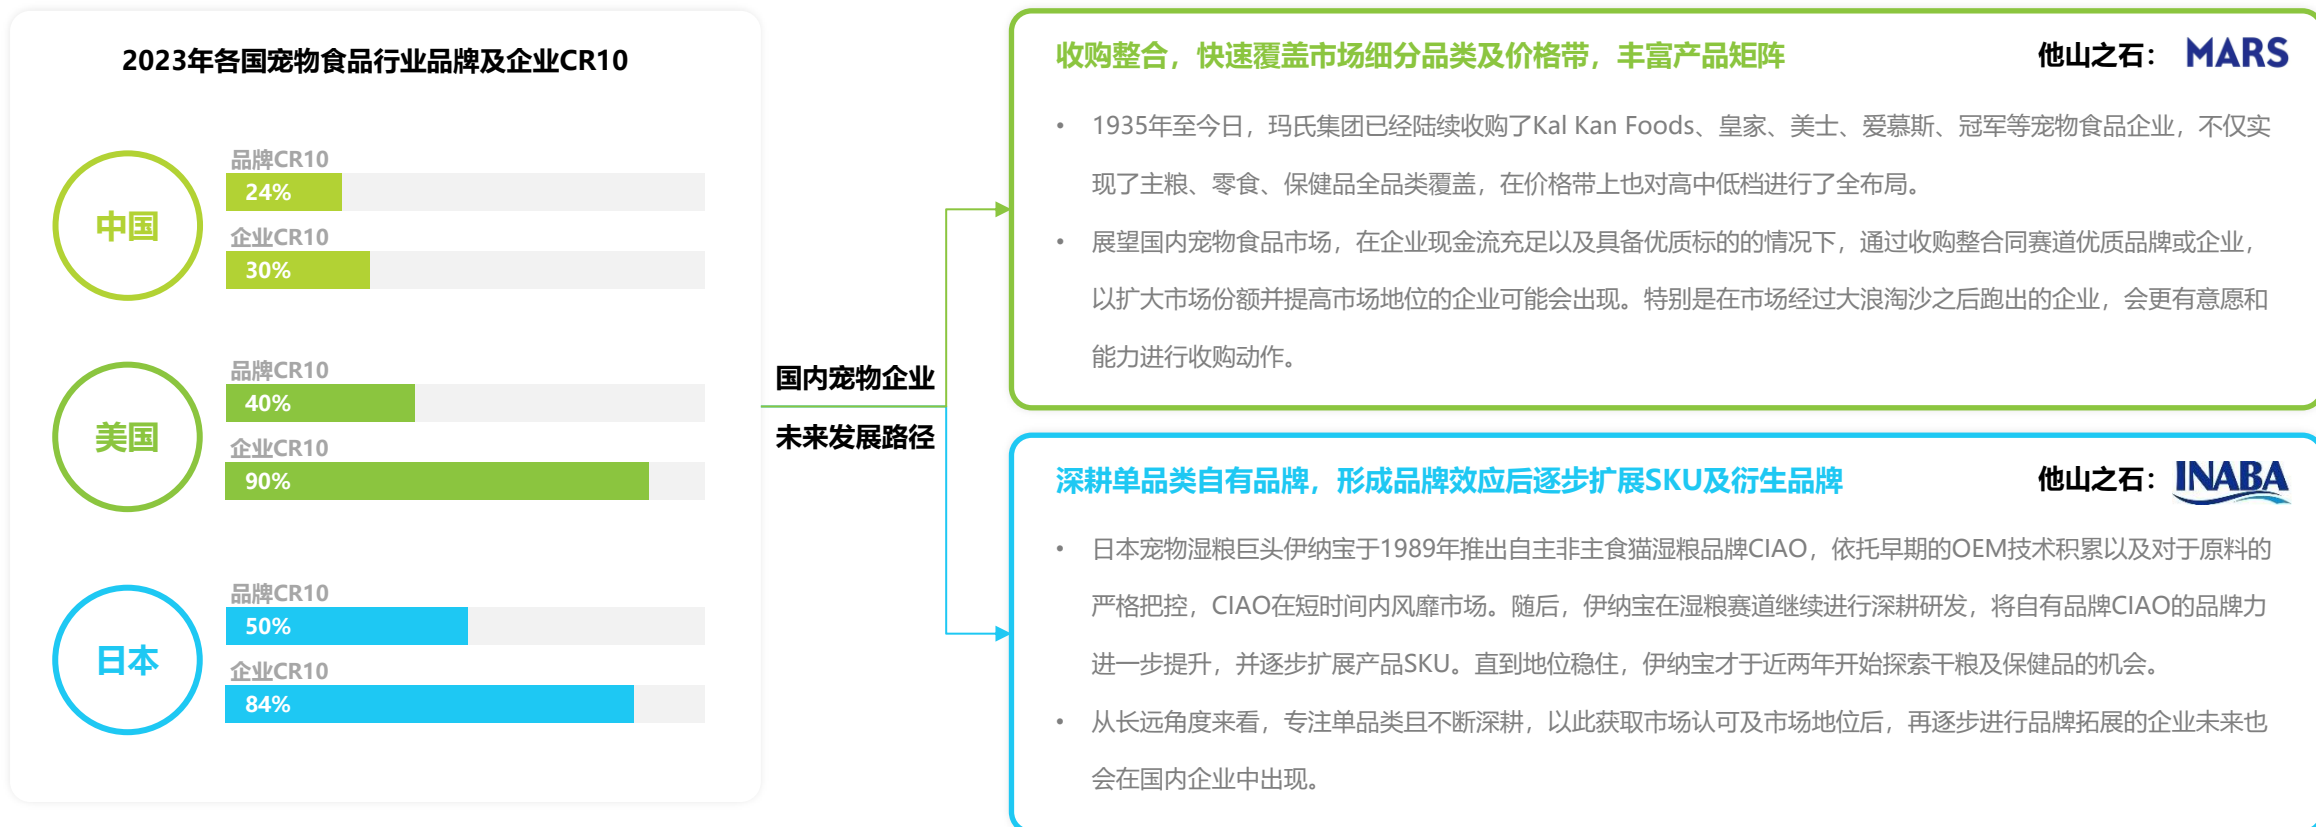 2023年各国宠物食品行业品牌及企业CR10
中国
品牌CR10
24%
企业CR10
30%
美国
品牌CR10
40%
企业CR10
90%
日本
品牌CR10
50%
企业CR10
84%
国内宠物企业
未来发展路径
收购整合，快速覆盖市场细分品类及价格带，丰富产品矩阵
他山之石：
MARS
• 1935年至今日，玛氏集团已经陆续收购了Kal Kan Foods、皇家、美士、爱慕斯、冠军等宠物食品企业，不仅实
现了主粮、零食、保健品全品类覆盖，在价格带上也对高中低档进行了全布局。
• 展望国内宠物食品市场，在企业现金流充足以及具备优质标的的情况下，通过收购整合同赛道优质品牌或企业，
以扩大市场份额并提高市场地位的企业可能会出现。特别是在市场经过大浪淘沙之后跑出的企业，会更有意愿和
能力进行收购动作。
深耕单品类自有品牌，形成品牌效应后逐步扩展SKU及衍生品牌
他山之石：
INABA
• 日本宠物湿粮巨头伊纳宝于1989年推出自主非主食猫湿粮品牌CIAO，依托早期的OEM技术积累以及对于原料的
严格把控，CIAO在短时间内风靡市场。随后，伊纳宝在湿粮赛道继续进行深耕研发，将自有品牌CIAO的品牌力
进一步提升，并逐步扩展产品SKU。直到地位稳住，伊纳宝才于近两年开始探索干粮及保健品的机会。
• 从长远角度来看，专注单品类且不断深耕，以此获取市场认可及市场地位后，再逐步进行品牌拓展的企业未来也
会在国内企业中出现。